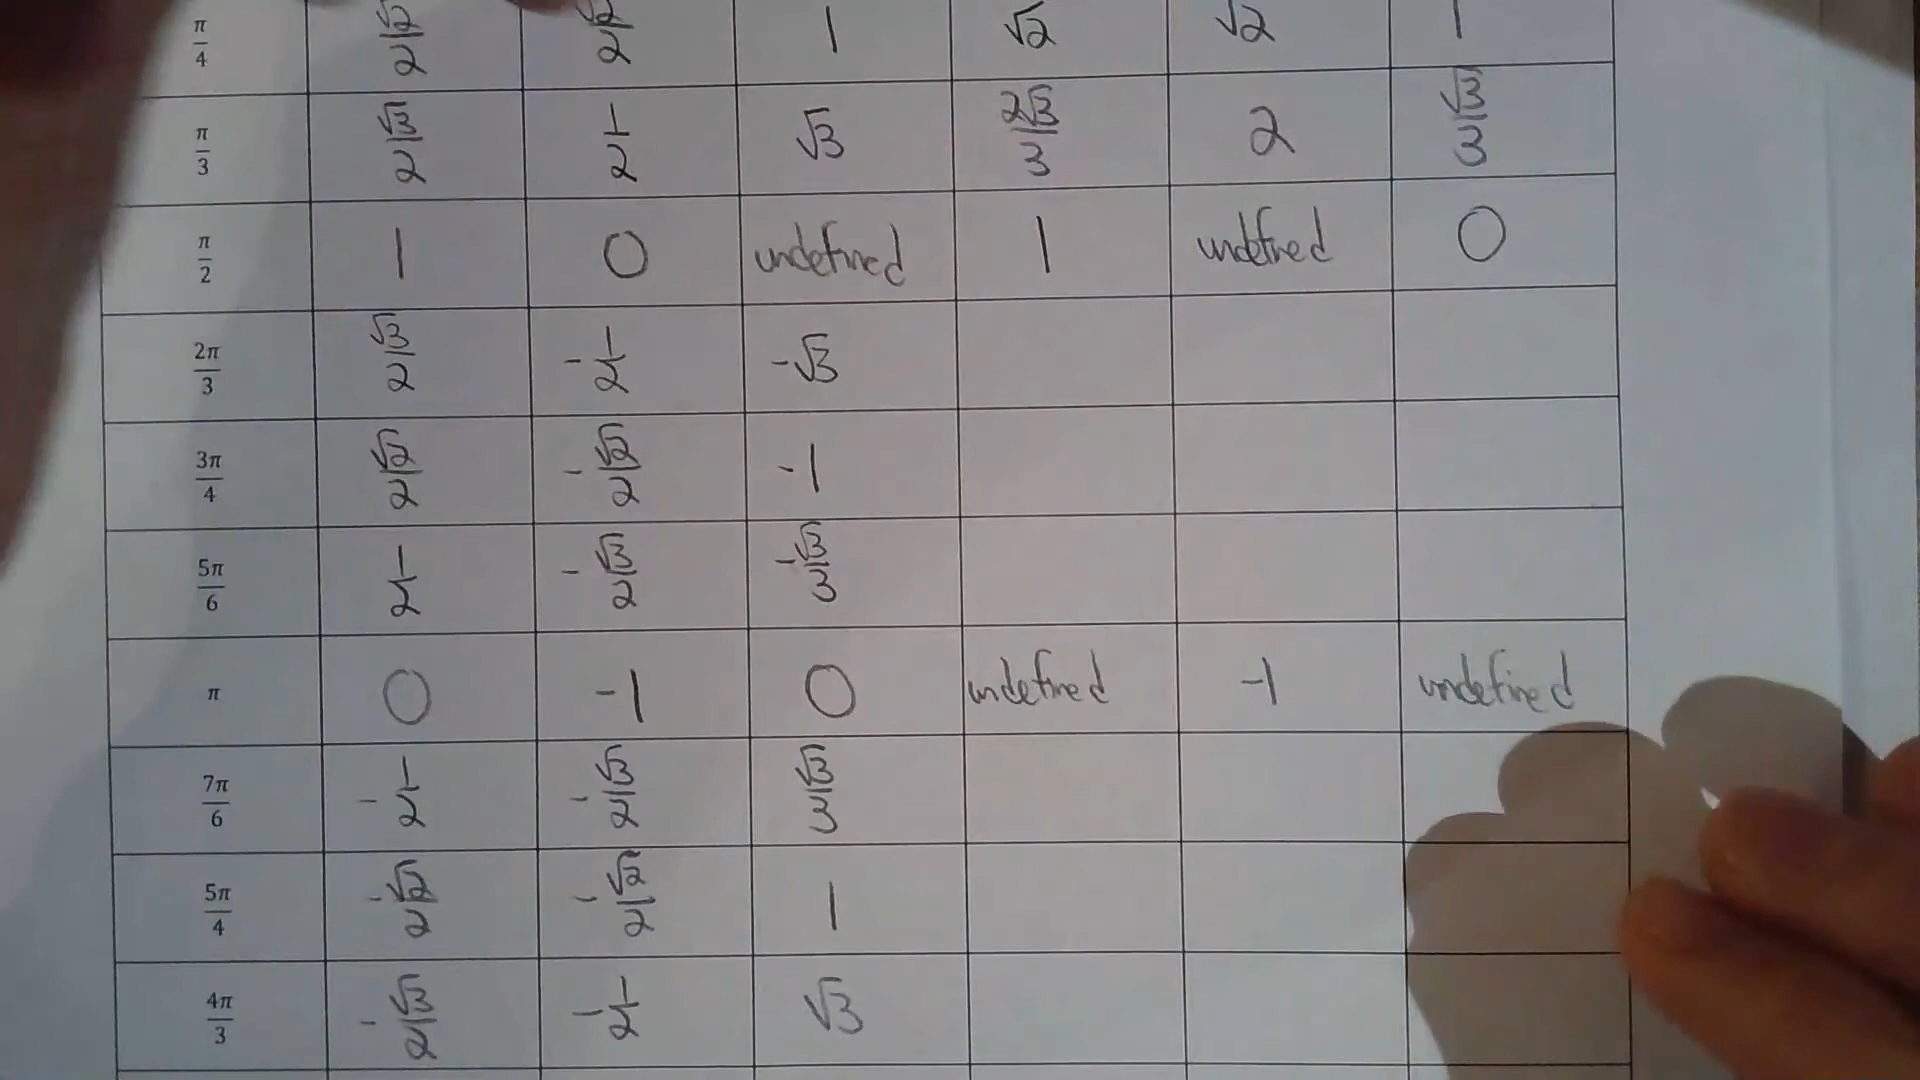 π/4 √2/2 √2/2 1 √2 √2 1
π/3 √3/2 1/2 √3 2√3/3 2 √3/3
π/2 1 0 undefined 1 undefined 0
2π/3 √3/2 -1/2 -√3
3π/4 √2/2 -√2/2 -1
5π/6 1/2 -√3/2 -√3/3
π 0 -1 0 undefined -1 undefined
7π/6 -1/2 -√3/2 √3/3
5π/4 -√2/2 -√2/2 1
4π/3 -√3/2 -1/2 √3